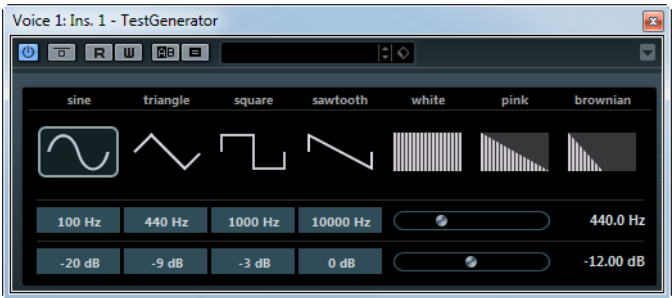 Voice 1: Ins. 1 - TestGenerator
R W AB
sine triangle square sawtooth white pink brownian
100 Hz 440 Hz 1000 Hz 10000 Hz 440.0 Hz
-20 dB -9 dB -3 dB 0 dB -12.00 dB